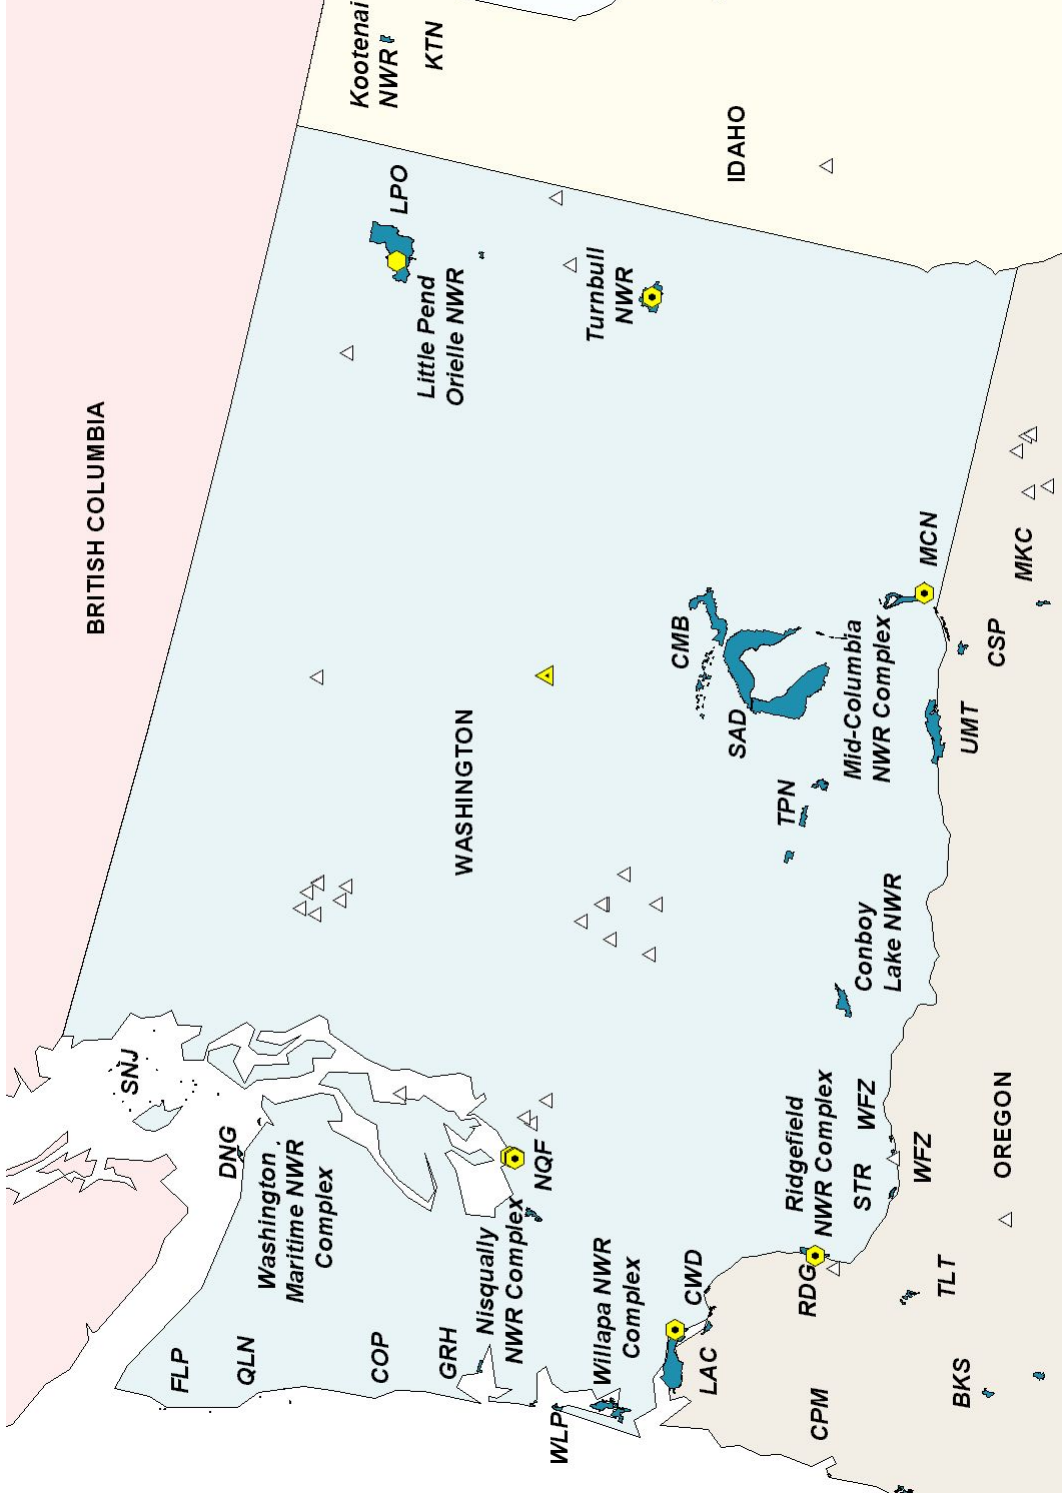 BRITISH COLUMBIA
Kootenai
NWR
KTN
IDAHO
LPO
Little Pend
Orielle NWR
Turnbull
NWR
WASHINGTON
CMB
SAD
TPN
Mid-Columbia
NWR Complex
MCN
MKC
CSP
UMT
Conboy
Lake NWR
SNJ
DNG
Washington
Maritime NWR
Complex
FLP
QLN
COP
GRH
Nisqually
NWR Complex
NQF
Willapa NWR
Complex
WLP
CWD
LAC
Ridgefield
NWR Complex
STR
WFZ
WFZ
RDG
OREGON
TLT
BKS
CPM